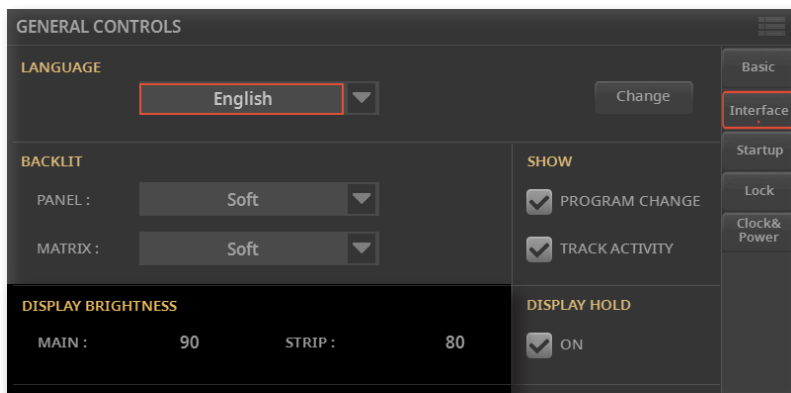 GENERAL CONTROLS
LANGUAGE
English
Change
BACKLIT
PANEL :
Soft
MATRIX :
Soft
SHOW
PROGRAM CHANGE
TRACK ACTIVITY
DISPLAY BRIGHTNESS
MAIN :
90
STRIP :
80
DISPLAY HOLD
ON
Basic
Interface
Startup
Lock
Clock&
Power